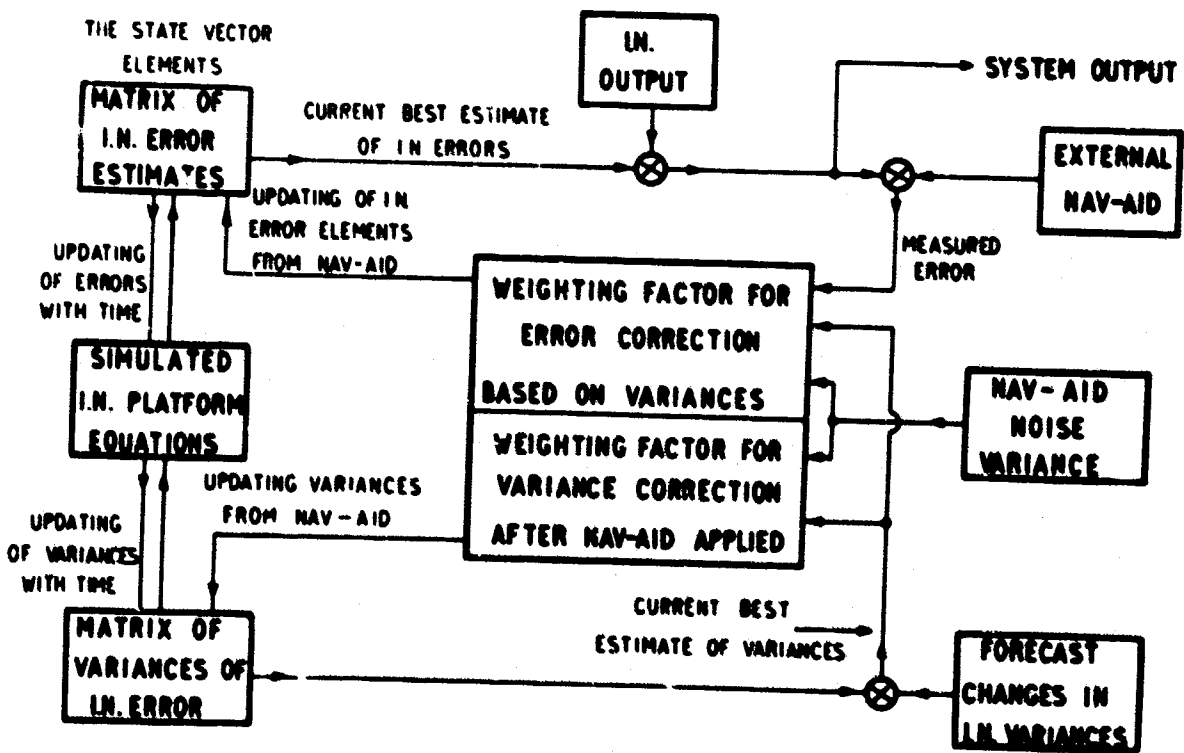 THE STATE VECTOR
ELEMENTS
MATRIX OF
I.N. ERROR
ESTIMATES
CURRENT BEST ESTIMATE
OF IN ERRORS
I.N.
OUTPUT
SYSTEM OUTPUT
EXTERNAL
NAV-AID
UPDATING OF I.N.
ERROR ELEMENTS
FROM NAV-AID
MEASURED
ERROR
UPDATING
OF ERRORS
WITH TIME
WEIGHTING FACTOR FOR
ERROR CORRECTION
BASED ON VARIANCES
SIMULATED
I.N. PLATFORM
EQUATIONS
NAV-AID
NOISE
VARIANCE
WEIGHTING FACTOR FOR
VARIANCE CORRECTION
AFTER NAV-AID APPLIED
UPDATING VARIANCES
FROM NAV-AID
UPDATING
OF VARIANCES
WITH TIME
MATRIX OF
VARIANCES OF
I.N. ERROR
CURRENT BEST
ESTIMATE OF VARIANCES
FORECAST
CHANGES IN
I.N. VARIANCES